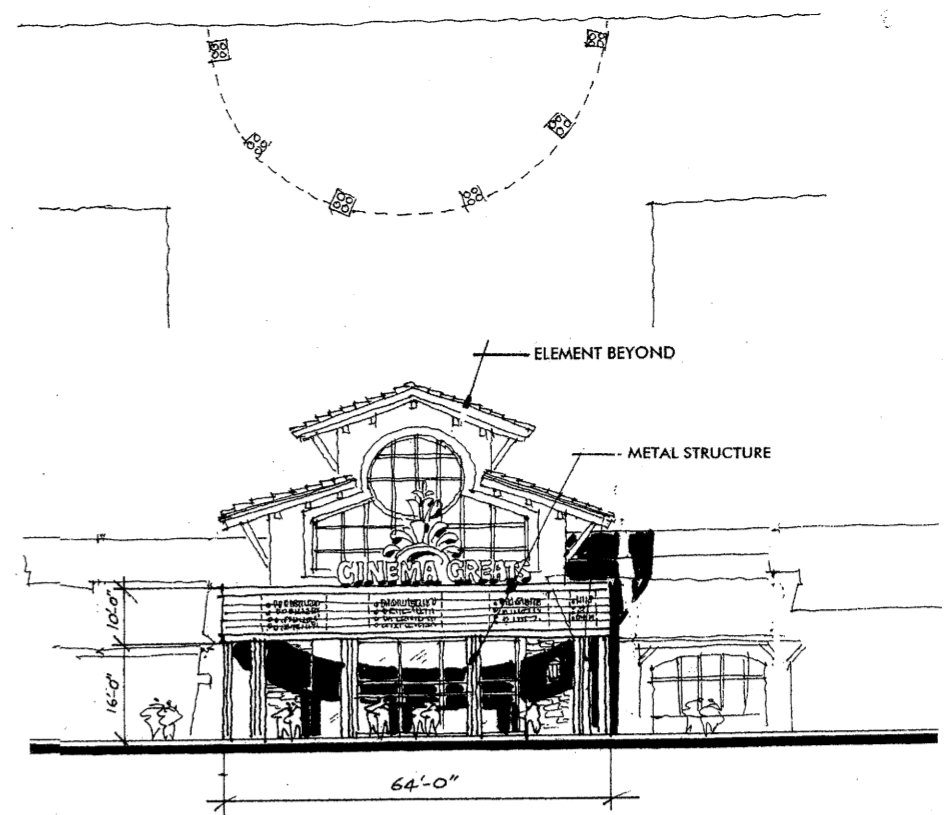 ELEMENT BEYOND
METAL STRUCTURE
CINEMA GREATS
10'-0"
16'-0"
64'-0"